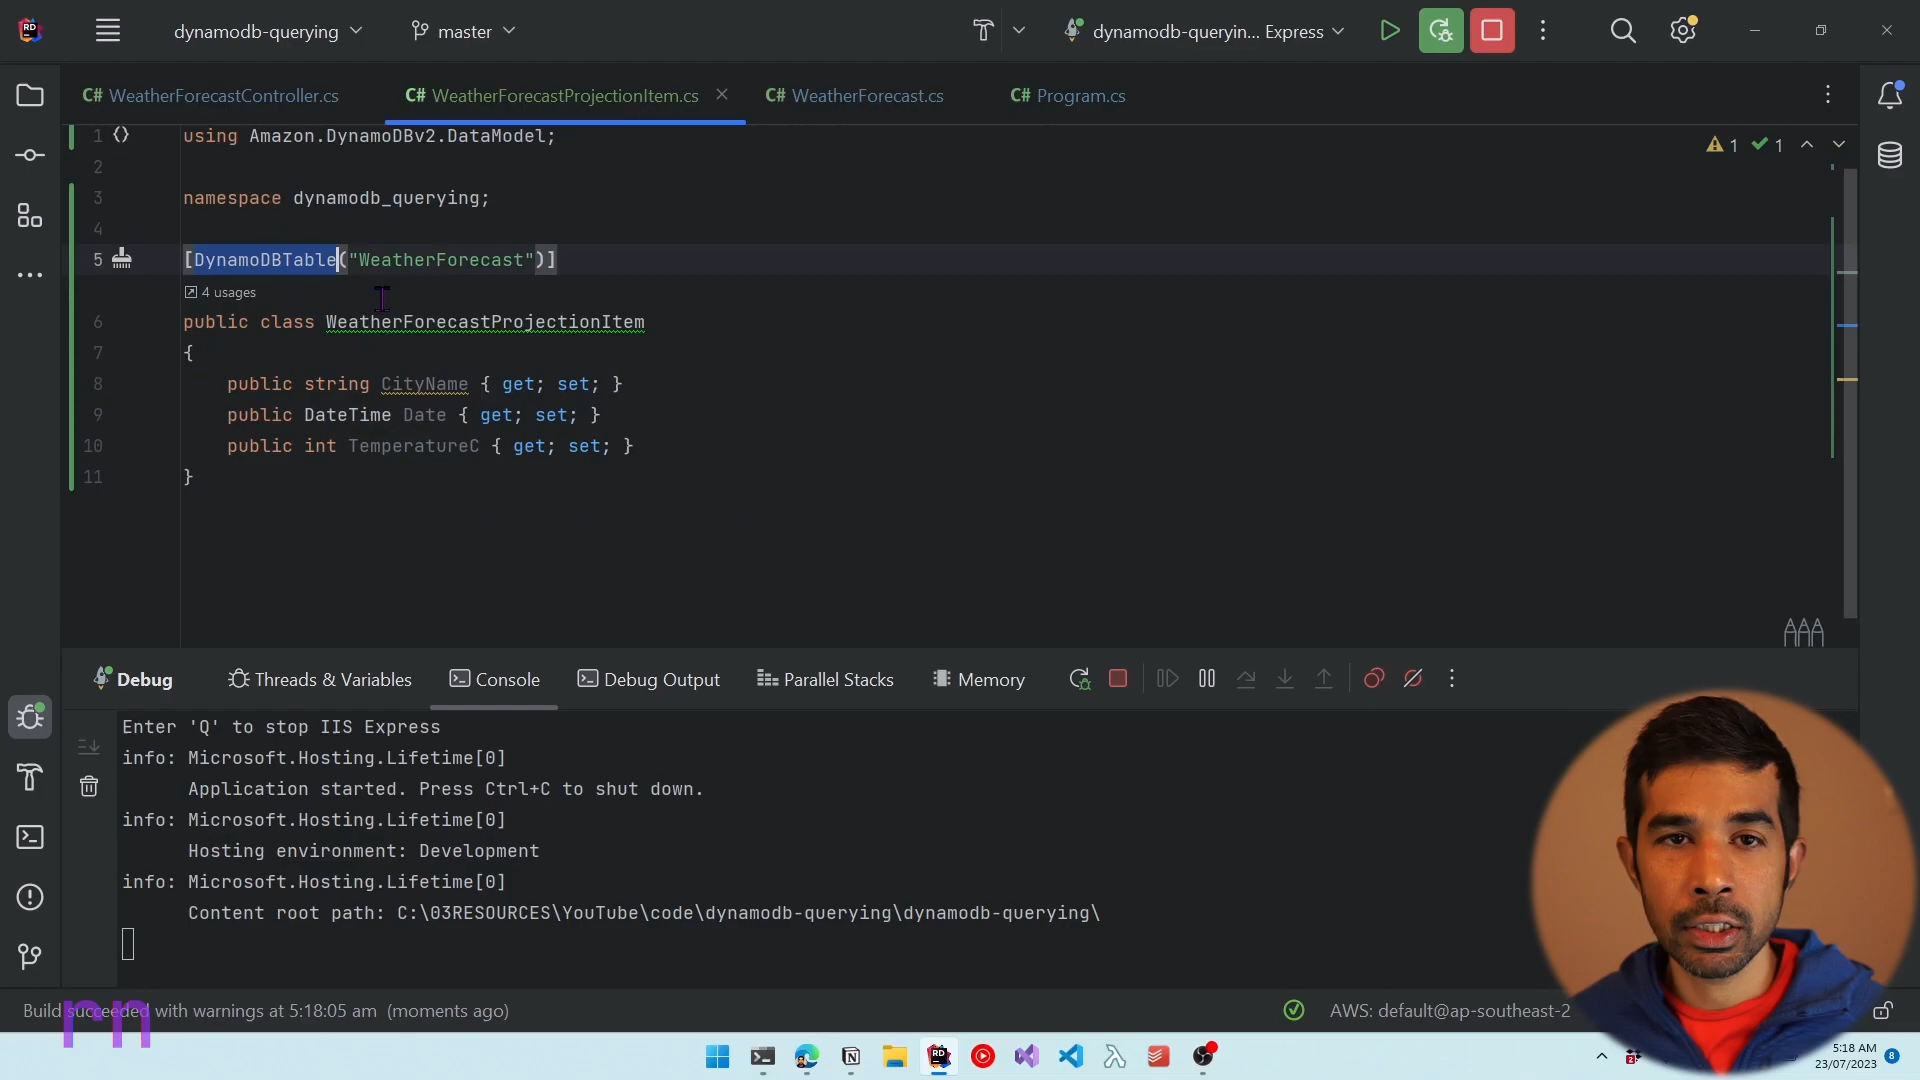 dynamodb-querying
master
dynamodb-queryin... Express
C# WeatherForecastController.cs
C# WeatherForecastProjectionItem.cs
C# WeatherForecast.cs
C# Program.cs
1 using Amazon.DynamoDBv2.DataModel;
2
3 namespace dynamodb_querying;
4
5 [DynamoDBTable("WeatherForecast")]
4 usages
6 public class WeatherForecastProjectionItem
7 {
8 public string CityName { get; set; }
9 public DateTime Date { get; set; }
10 public int TemperatureC { get; set; }
11 }
1 1
Debug
Threads & Variables
Console
Debug Output
Parallel Stacks
Memory
Enter 'Q' to stop IIS Express
info: Microsoft.Hosting.Lifetime[0]
Application started. Press Ctrl+C to shut down.
info: Microsoft.Hosting.Lifetime[0]
Hosting environment: Development
info: Microsoft.Hosting.Lifetime[0]
Content root path: C:\03RESOURCES\YouTube\code\dynamodb-querying\dynamodb-querying\
Build succeeded with warnings at 5:18:05 am (moments ago)
AWS: default@ap-southeast-2
rn
5:18 AM
23/07/2023
8